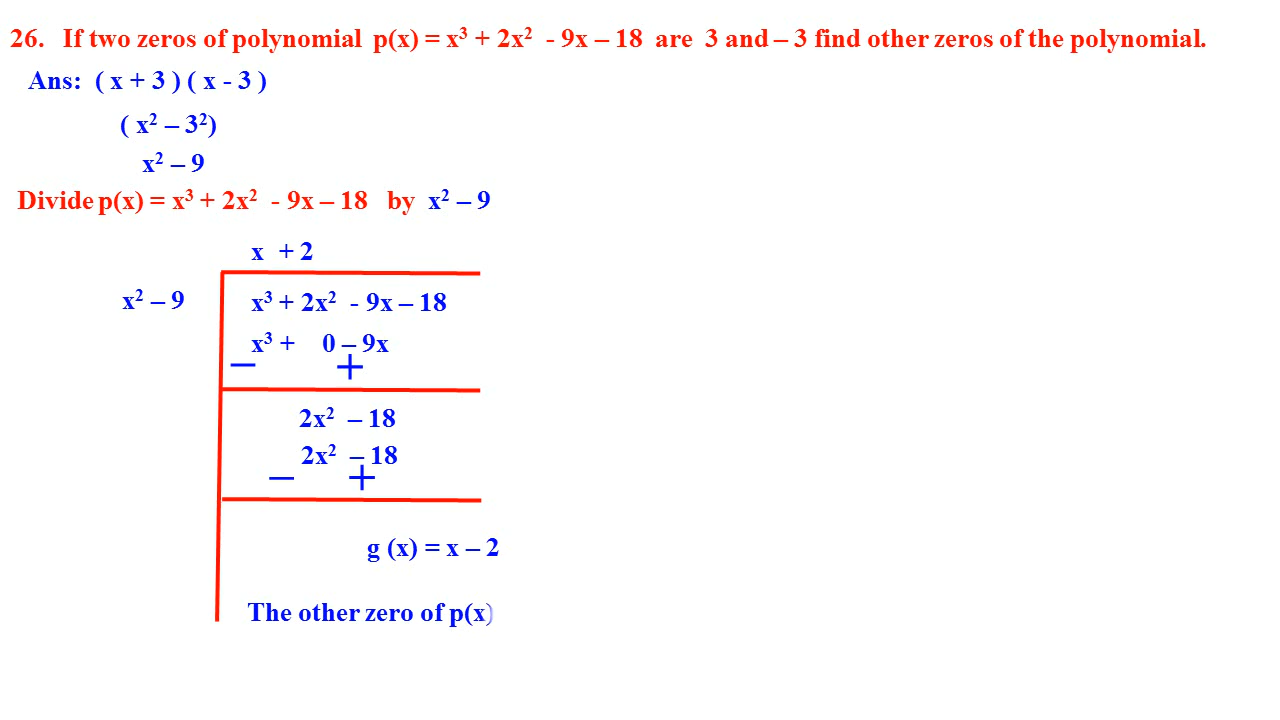 26. If two zeros of polynomial p(x) = x³ + 2x² - 9x – 18 are 3 and – 3 find other zeros of the polynomial.
Ans: ( x + 3 ) ( x - 3 )
( x² – 3²)
x² – 9
Divide p(x) = x³ + 2x² - 9x – 18 by x² – 9
x + 2
x² – 9 x³ + 2x² - 9x – 18
x³ + 0 – 9x
– +
2x² – 18
2x² – 18
– +
g (x) = x – 2
The other zero of p(x)